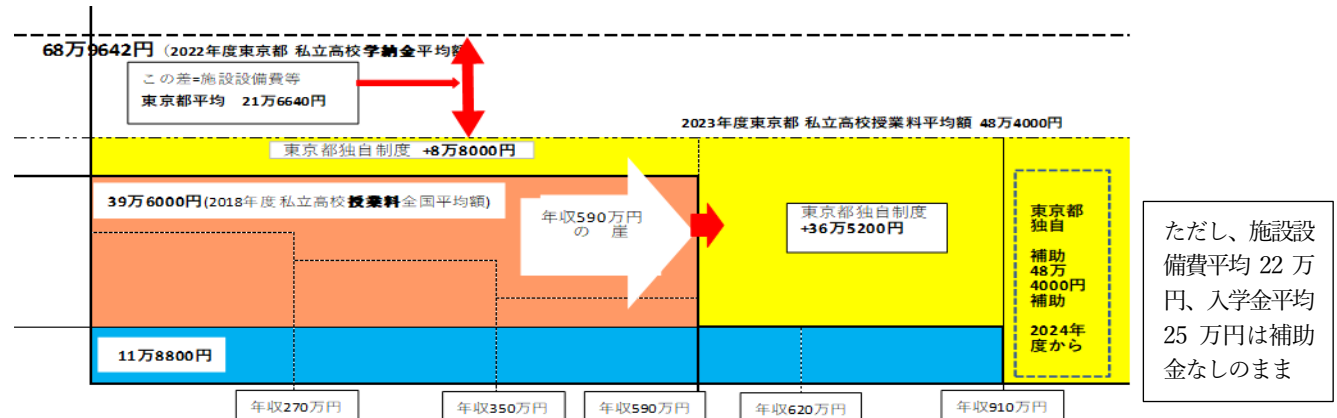 68万9642円（2022年度東京都 私立高校学納金平均額
この差=施設設備費等
東京都平均 21万6640円
2023年度東京都 私立高校授業料平均額 48万4000円
東京都独自制度 +8万8000円
39万6000円(2018年度 私立高校授業料全国平均額)
年収590万円
の 崖
東京都独自制度
+36万5200円
東京都
独自
補助
48万
4000円
補助
2024年
度から
ただし、施設設
備費平均 22 万
円、入学金平均
25 万円は補助
金なしのまま
11万8800円
年収270万円
年収350万円
年収590万円
年収620万円
年収910万円